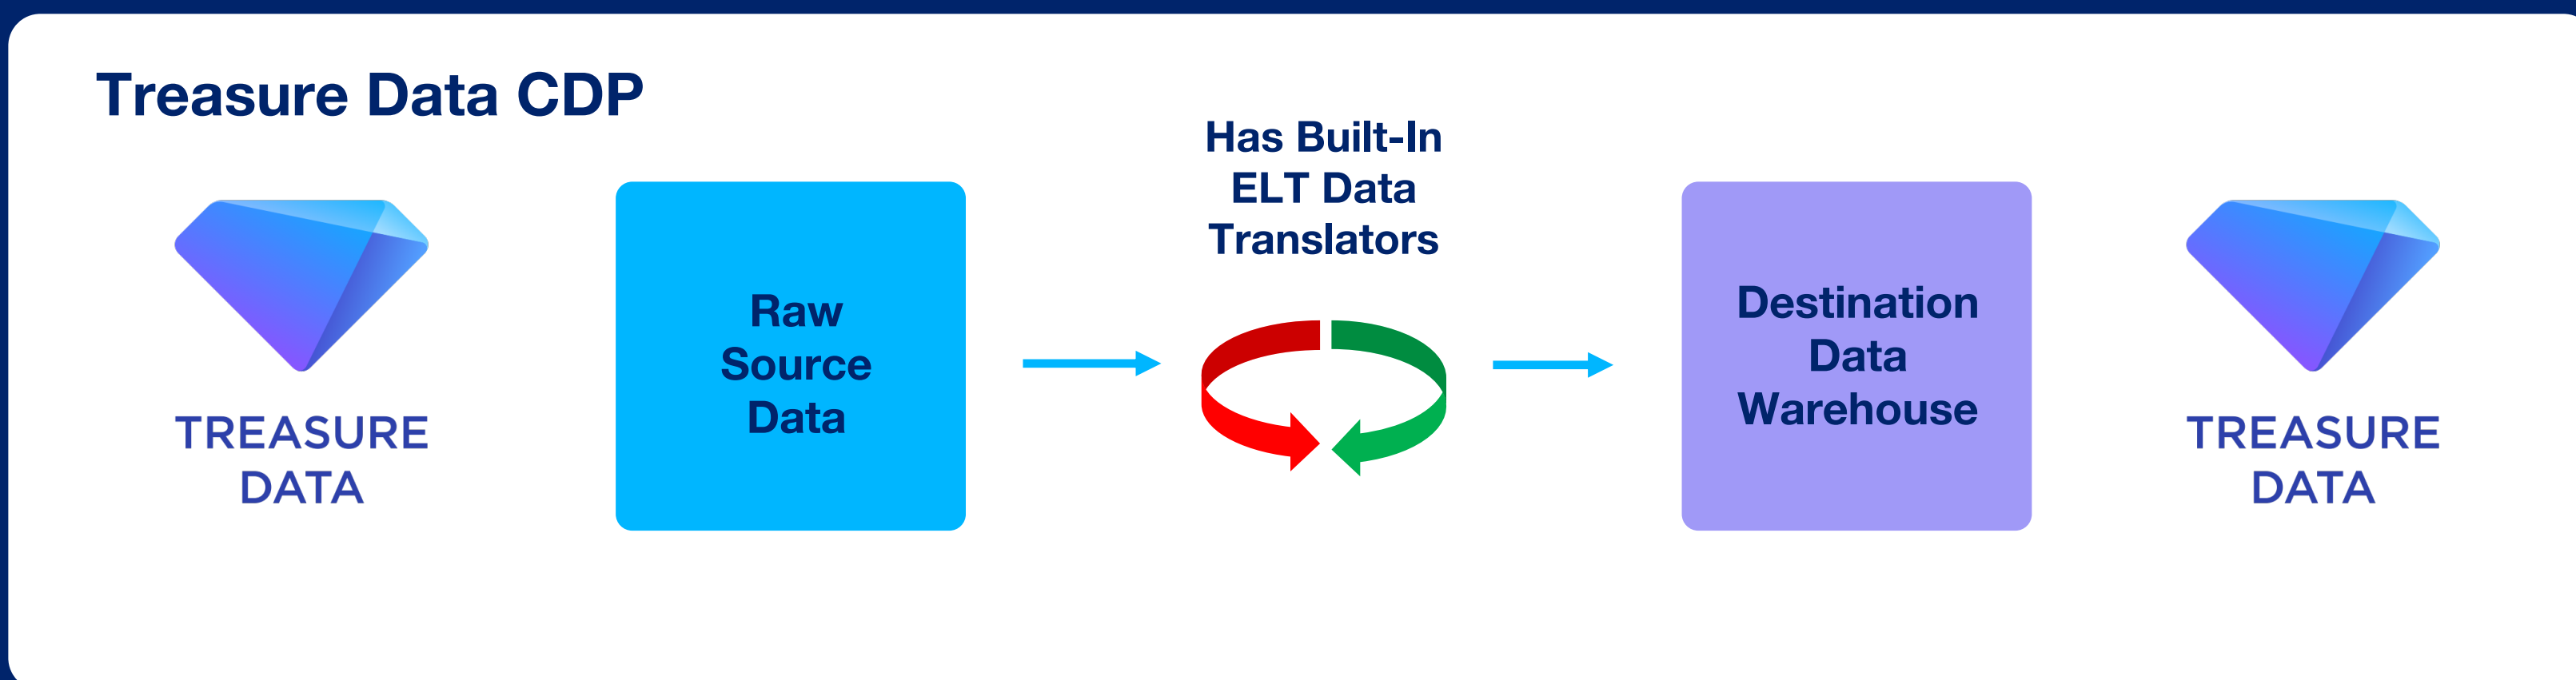 Treasure Data CDP
TREASURE
DATA
Raw
Source
Data
Has Built-In
ELT Data
Translators
Destination
Data
Warehouse
TREASURE
DATA